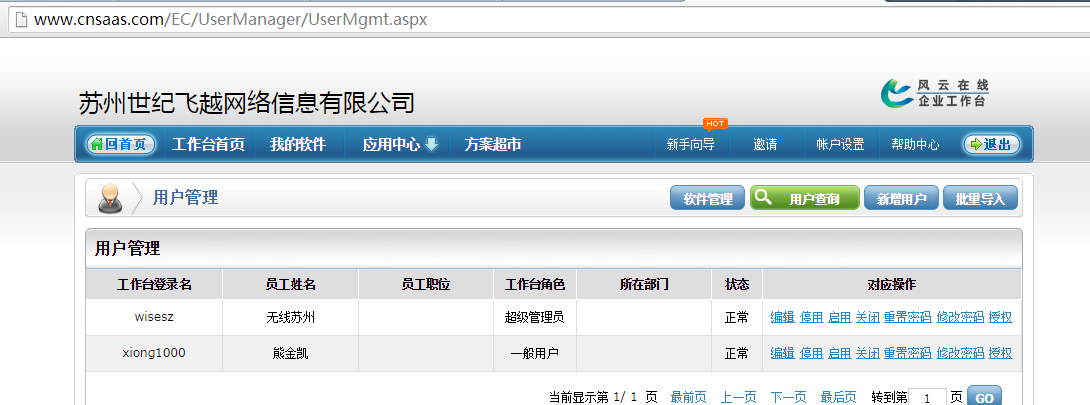 www.cnsaas.com/EC/UserManager/UserMgmt.aspx
苏州世纪飞越网络信息有限公司
风云在线
企业工作台
HOT
回首页 工作台首页 我的软件 应用中心 方案超市 新手向导 邀请 帐户设置 帮助中心 退出
用户管理 软件管理 用户查询 新增用户 批量导入
用户管理
工作台登录名 员工姓名 员工职位 工作台角色 所在部门 状态 对应操作
wisesz 无线苏州 超级管理员 正常 编辑 停用 启用 关闭 重置密码 修改密码 授权
xiong1000 熊金凯 一般用户 正常 编辑 停用 启用 关闭 重置密码 修改密码 授权
当前显示第 1/ 1 页 最前页 上一页 下一页 最后页 转到第 1 页 GO